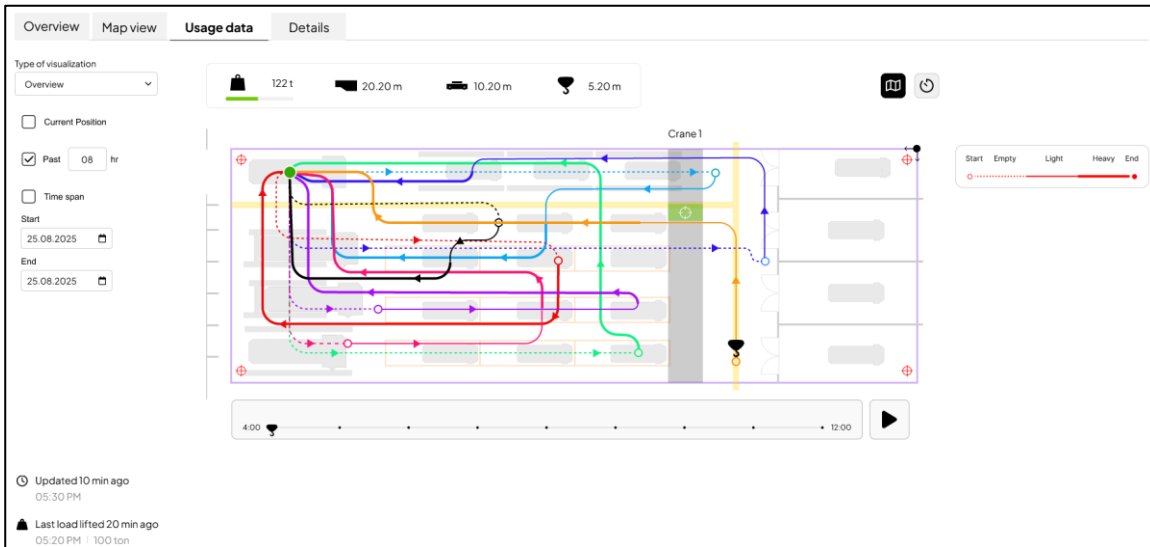 Overview Map view Usage data Details
Type of visualization
Overview
122 t 20.20 m 10.20 m 5.20 m
Current Position
Past 08 hr
Time span
Start
25.08.2025
End
25.08.2025
Crane 1
Start Empty Light Heavy End
4:00 12:00
Updated 10 min ago
05:30 PM
Last load lifted 20 min ago
05:20 PM | 100 ton